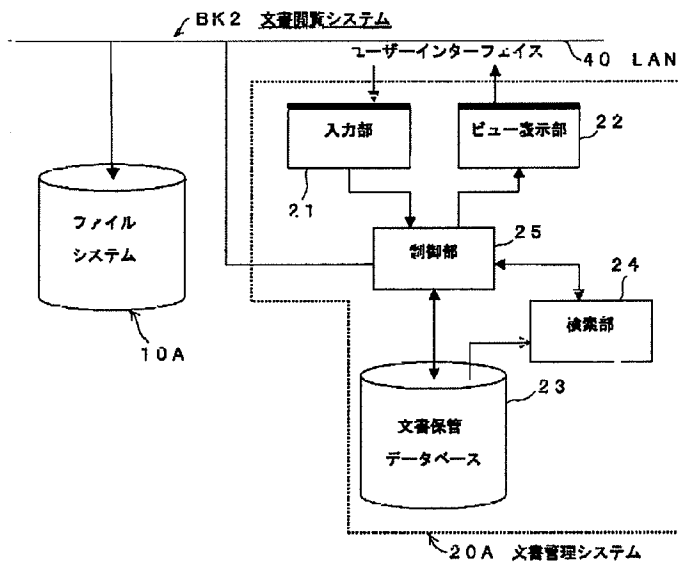 BK2 文書閲覧システム
ユーザーインターフェイス
40 LAN
入力部
ビュー表示部
22
21
制御部
25
24
ファイル
システム
検索部
10A
23
文書保管
データベース
20A 文書管理システム